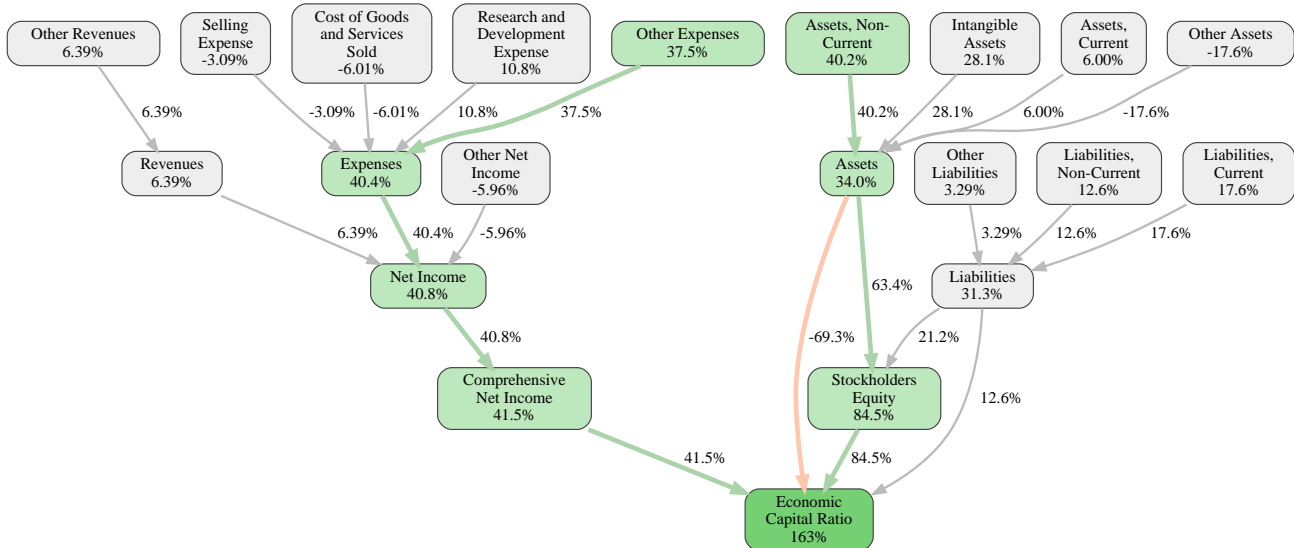 Other Revenues
6.39%
Selling
Expense
-3.09%
Cost of Goods
and Services
Sold
-6.01%
Research and
Development
Expense
10.8%
Other Expenses
37.5%
Assets, Non-
Current
40.2%
Intangible
Assets
28.1%
Assets,
Current
6.00%
Other Assets
-17.6%
6.39%
-3.09%
-6.01%
10.8%
37.5%
40.2%
28.1%
6.00%
-17.6%
Revenues
6.39%
Expenses
40.4%
Other Net
Income
-5.96%
Assets
34.0%
Other
Liabilities
3.29%
Liabilities,
Non-Current
12.6%
Liabilities,
Current
17.6%
6.39%
40.4%
-5.96%
3.29%
12.6%
17.6%
Net Income
40.8%
63.4%
Liabilities
31.3%
40.8%
-69.3%
21.2%
Comprehensive
Net Income
41.5%
Stockholders
Equity
84.5%
12.6%
41.5%
84.5%
Economic
Capital Ratio
163%